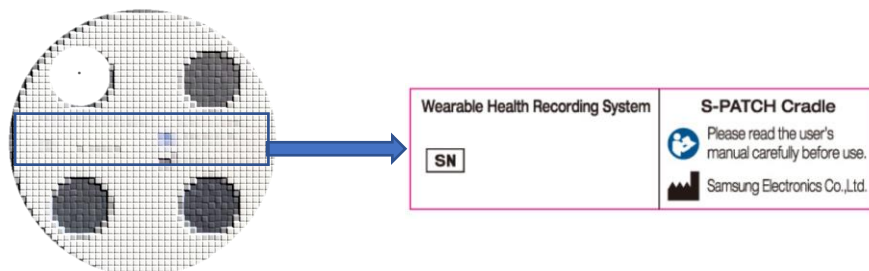 Wearable Health Recording System
SN
S-PATCH Cradle
Please read the user's
manual carefully before use.
Samsung Electronics Co.,Ltd.